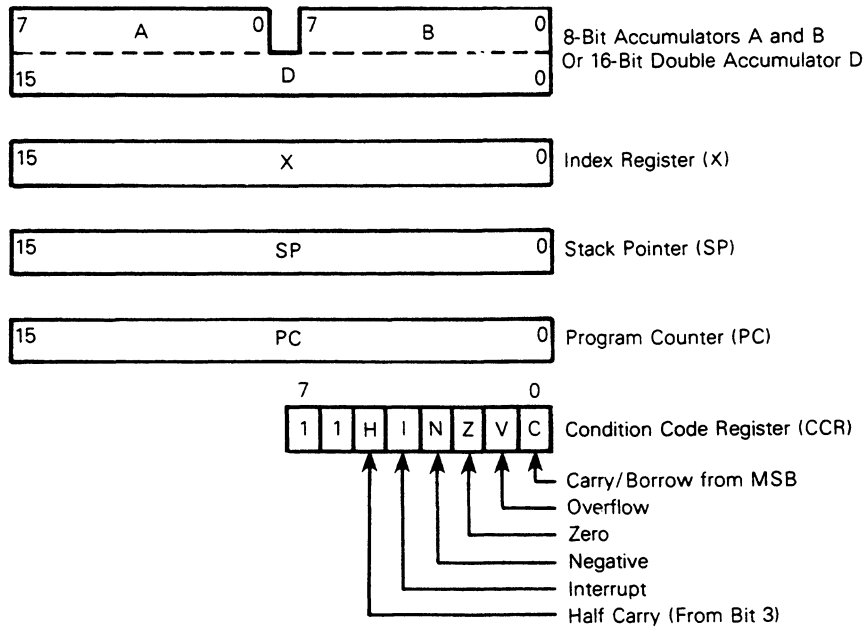 7 A 0 7 B 0
8-Bit Accumulators A and B
Or 16-Bit Double Accumulator D
15 D 0
15 X 0 Index Register (X)
15 SP 0 Stack Pointer (SP)
15 PC 0 Program Counter (PC)
7 0
1 1 H I N Z V C Condition Code Register (CCR)
Carry/Borrow from MSB
Overflow
Zero
Negative
Interrupt
Half Carry (From Bit 3)